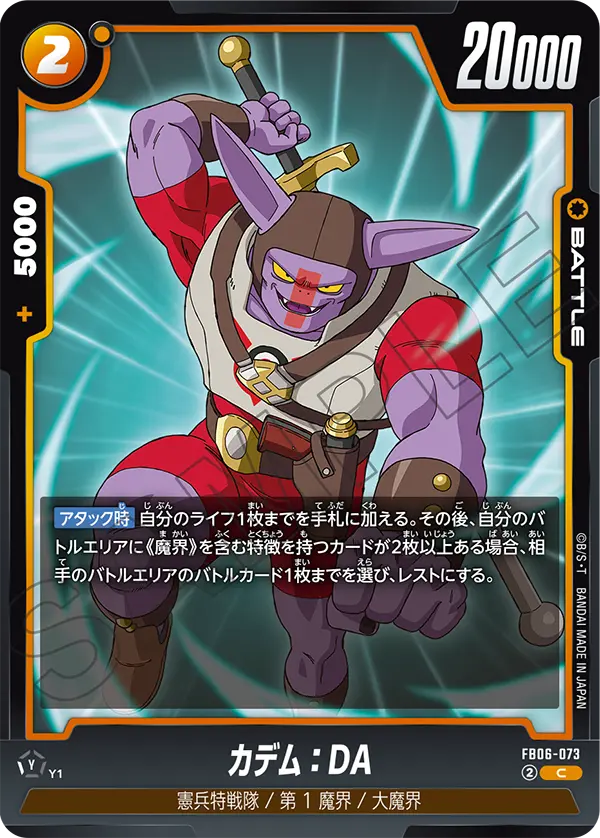 2
20000
+ 5000
BATTLE
SAMPLE
アタック時 自分のライフ1枚までを手札に加える。その後、自分のバ
トルエリアに《魔界》を含む特徴を持つカードが2枚以上ある場合、相
手のバトルエリアのバトルカード1枚までを選び、レストにする。
©B/S・T BANDAI MADE IN JAPAN
Y Y1
カデム:DA
FB06-073
② C
憲兵特戦隊 / 第1魔界 / 大魔界